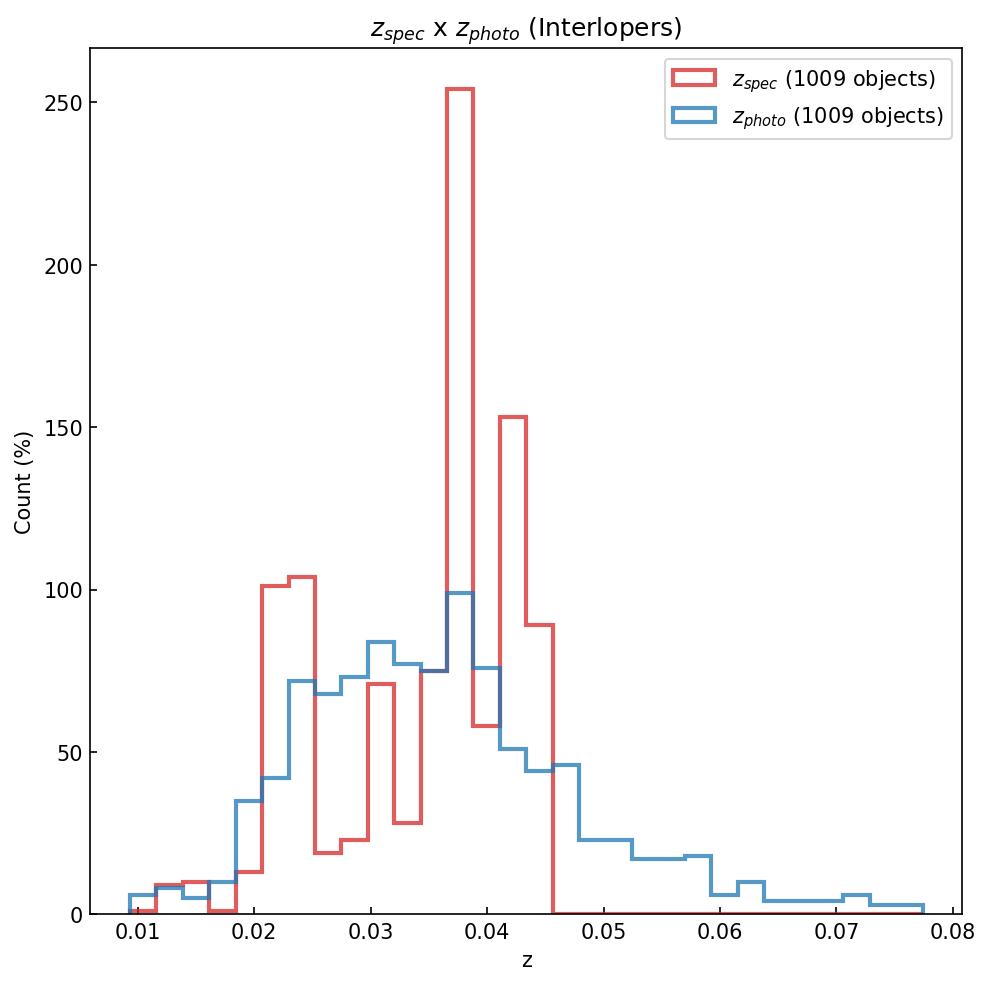 z_spec x z_photo (Interlopers)
z_spec (1009 objects)
z_photo (1009 objects)
Count (%)
250
200
150
100
50
0
0.01 0.02 0.03 0.04 0.05 0.06 0.07 0.08
z